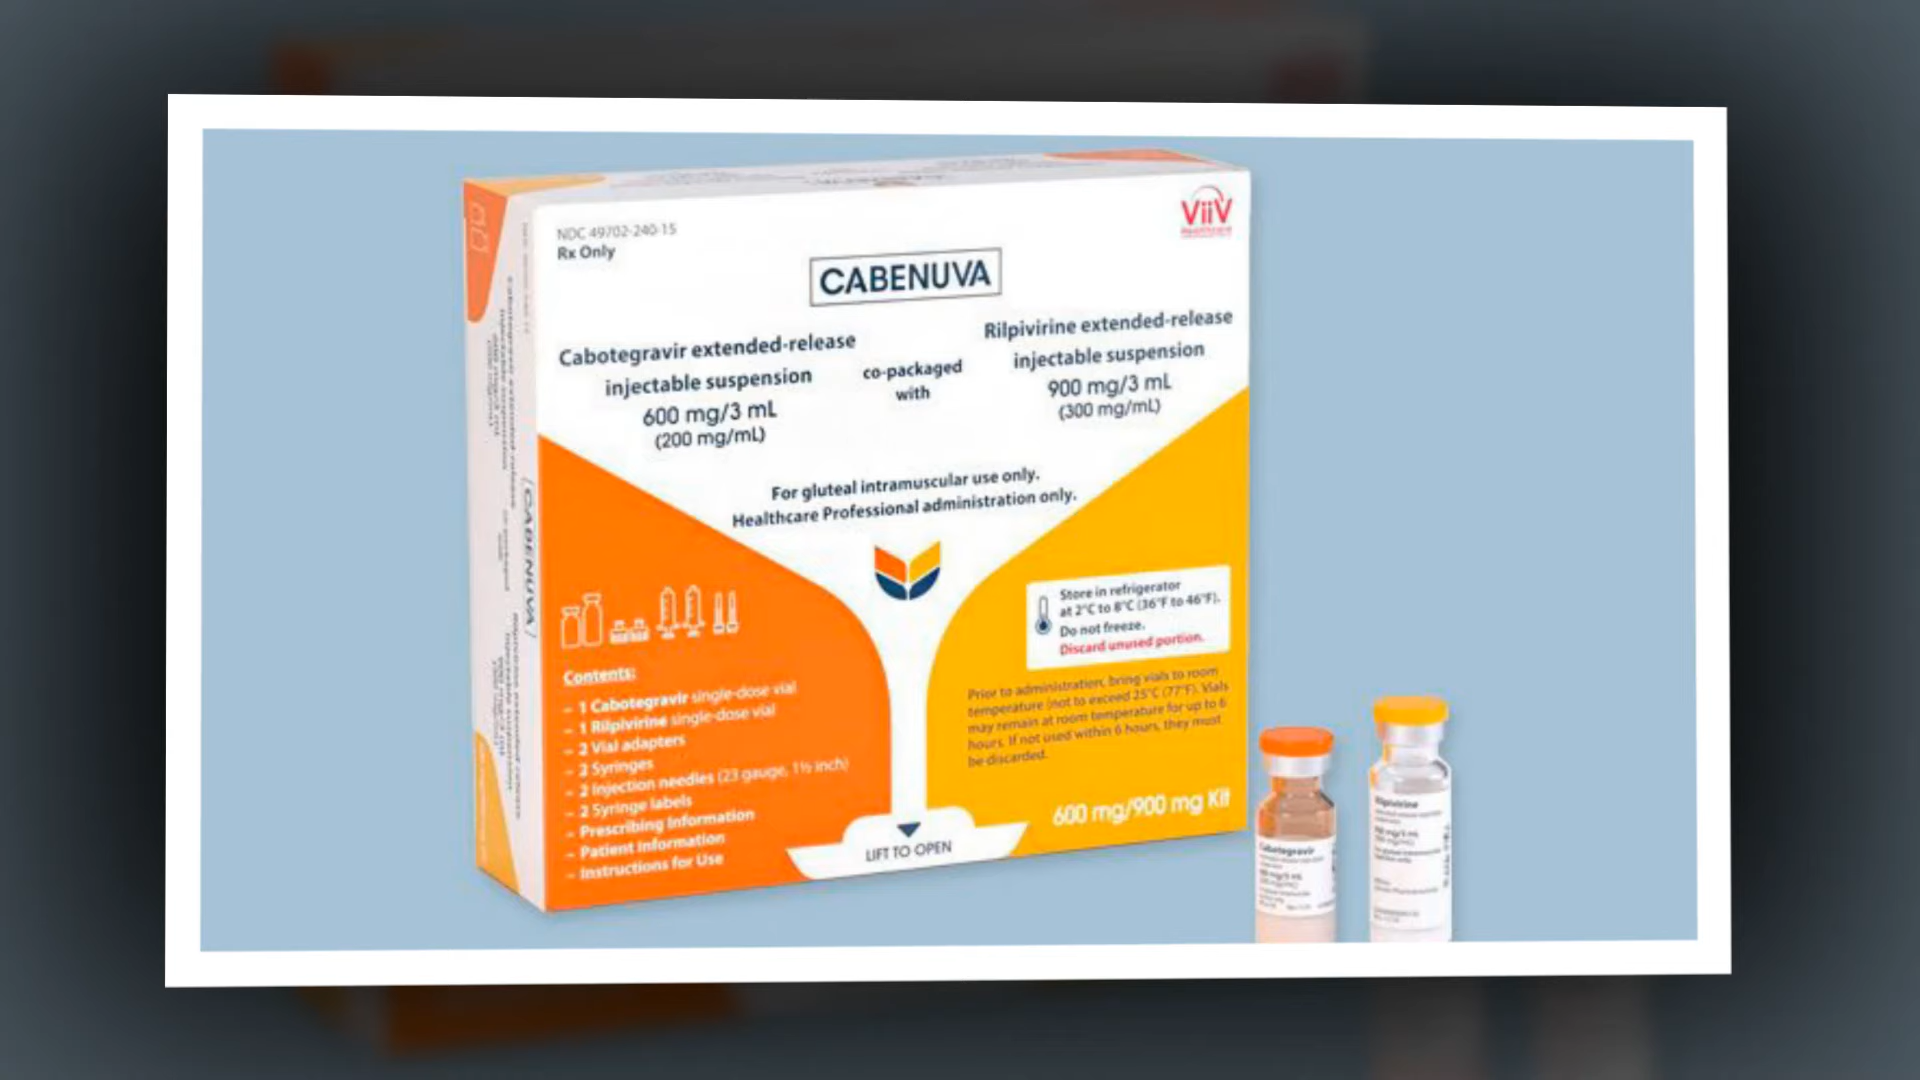 NDC 49702-240-15
Rx Only
ViiV
Healthcare
CABENUVA
Cabotegravir extended-release
injectable suspension
600 mg/3 mL
(200 mg/mL)
co-packaged
with
Rilpivirine extended-release
injectable suspension
900 mg/3 mL
(300 mg/mL)
For gluteal intramuscular use only.
Healthcare Professional administration only.
Store in refrigerator
at 2°C to 8°C (36°F to 46°F).
Do not freeze.
Discard unused portion.
Contents:
- 1 Cabotegravir single-dose vial
- 1 Rilpivirine single-dose vial
- 2 Vial adapters
- 2 Syringes
- 2 Injection needles (23 gauge, 1½ inch)
- 2 Syringe labels
- Prescribing Information
- Patient Information
- Instructions for Use
Prior to administration, bring vials to room
temperature (not to exceed 25°C (77°F). Vials
may remain at room temperature for up to 6
hours. If not used within 6 hours, they must
be discarded.
600 mg/900 mg Kit
LIFT TO OPEN
CABENUVA
Cabotegravir
Rilpivirine